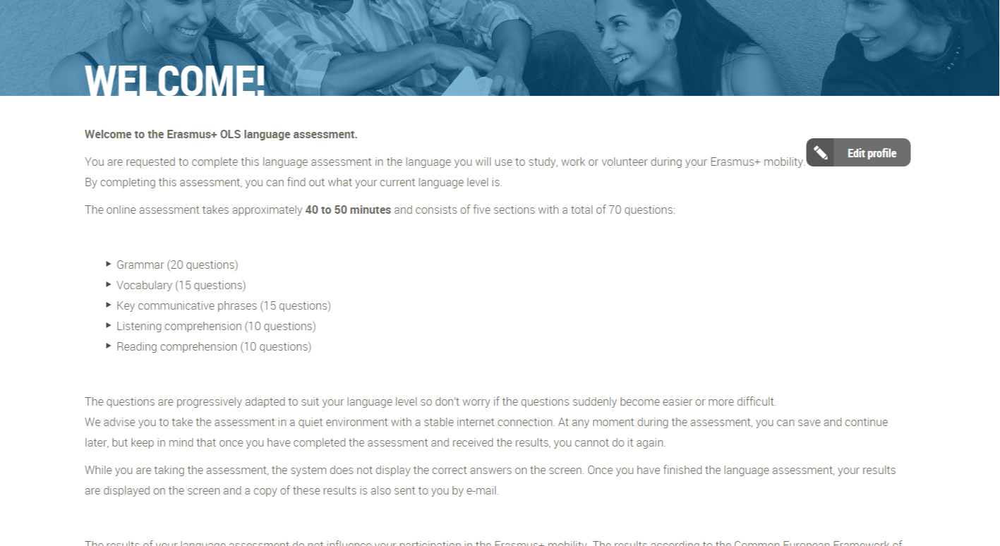 WELCOME!
Welcome to the Erasmus+ OLS language assessment.
Edit profile
You are requested to complete this language assessment in the language you will use to study, work or volunteer during your Erasmus+ mobility.
By completing this assessment, you can find out what your current language level is.
The online assessment takes approximately 40 to 50 minutes and consists of five sections with a total of 70 questions:
Grammar (20 questions)
Vocabulary (15 questions)
Key communicative phrases (15 questions)
Listening comprehension (10 questions)
Reading comprehension (10 questions)
The questions are progressively adapted to suit your language level so don't worry if the questions suddenly become easier or more difficult.
We advise you to take the assessment in a quiet environment with a stable internet connection. At any moment during the assessment, you can save and continue
later, but keep in mind that once you have completed the assessment and received the results, you cannot do it again.
While you are taking the assessment, the system does not display the correct answers on the screen. Once you have finished the language assessment, your results
are displayed on the screen and a copy of these results is also sent to you by e-mail.
The results of your language assessment do not influence your participation in the Erasmus+ mobility. The results according to the Common European Framework of